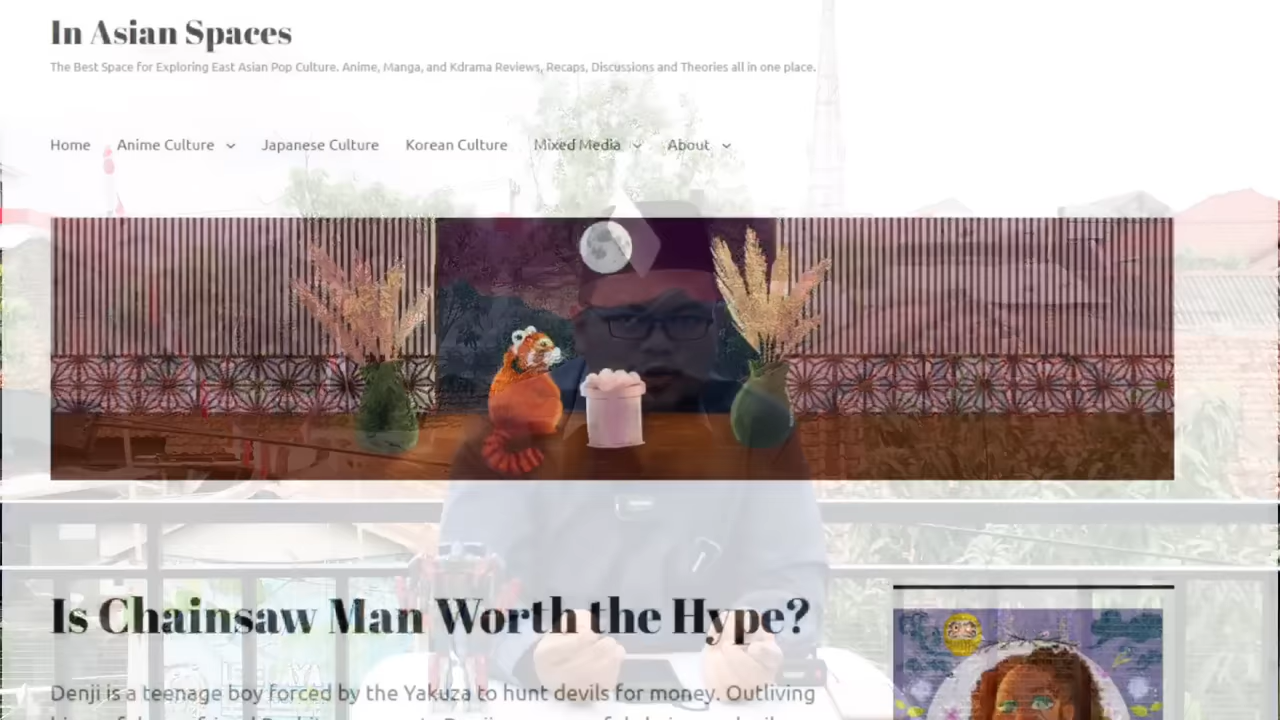 In Asian Spaces
The Best Space for Exploring East Asian Pop Culture. Anime, Manga, and Kdrama Reviews, Recaps, Discussions and Theories all in one place.
Home Anime Culture Japanese Culture Korean Culture Mixed Media About
Is Chainsaw Man Worth the Hype?
Denji is a teenage boy forced by the Yakuza to hunt devils for money. Outliving